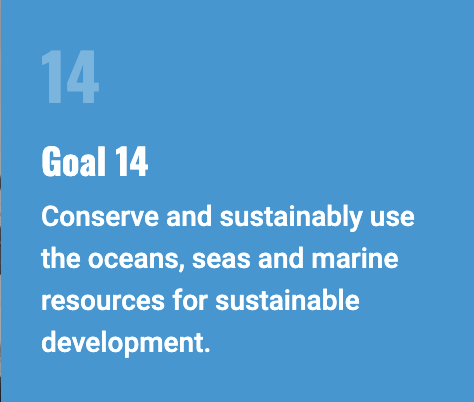 14
Goal 14
Conserve and sustainably use
the oceans, seas and marine
resources for sustainable
development.